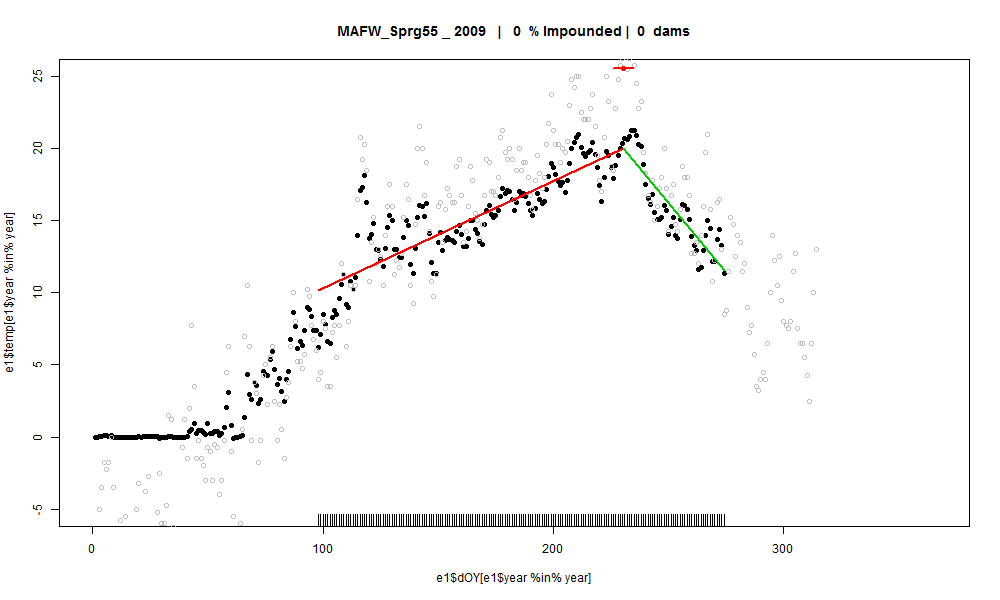 MAFW_Sprg55 _ 2009 | 0 % Impounded | 0 dams
e1$temp[e1$year %in% year]
25
20
15
10
5
0
-5
0 100 200 300
e1$dOY[e1$year %in% year]